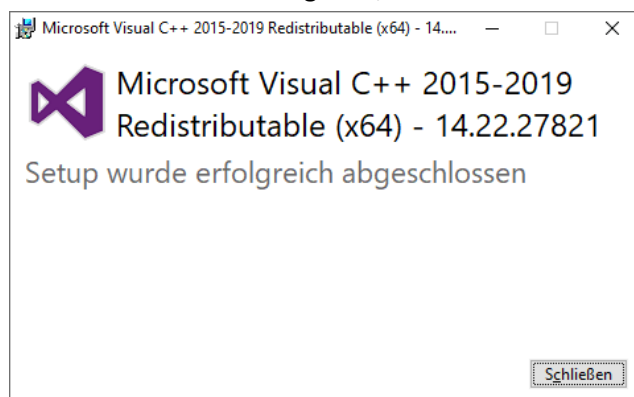 Microsoft Visual C++ 2015-2019 Redistributable (x64) - 14....
Microsoft Visual C++ 2015-2019
Redistributable (x64) - 14.22.27821
Setup wurde erfolgreich abgeschlossen
Schließen